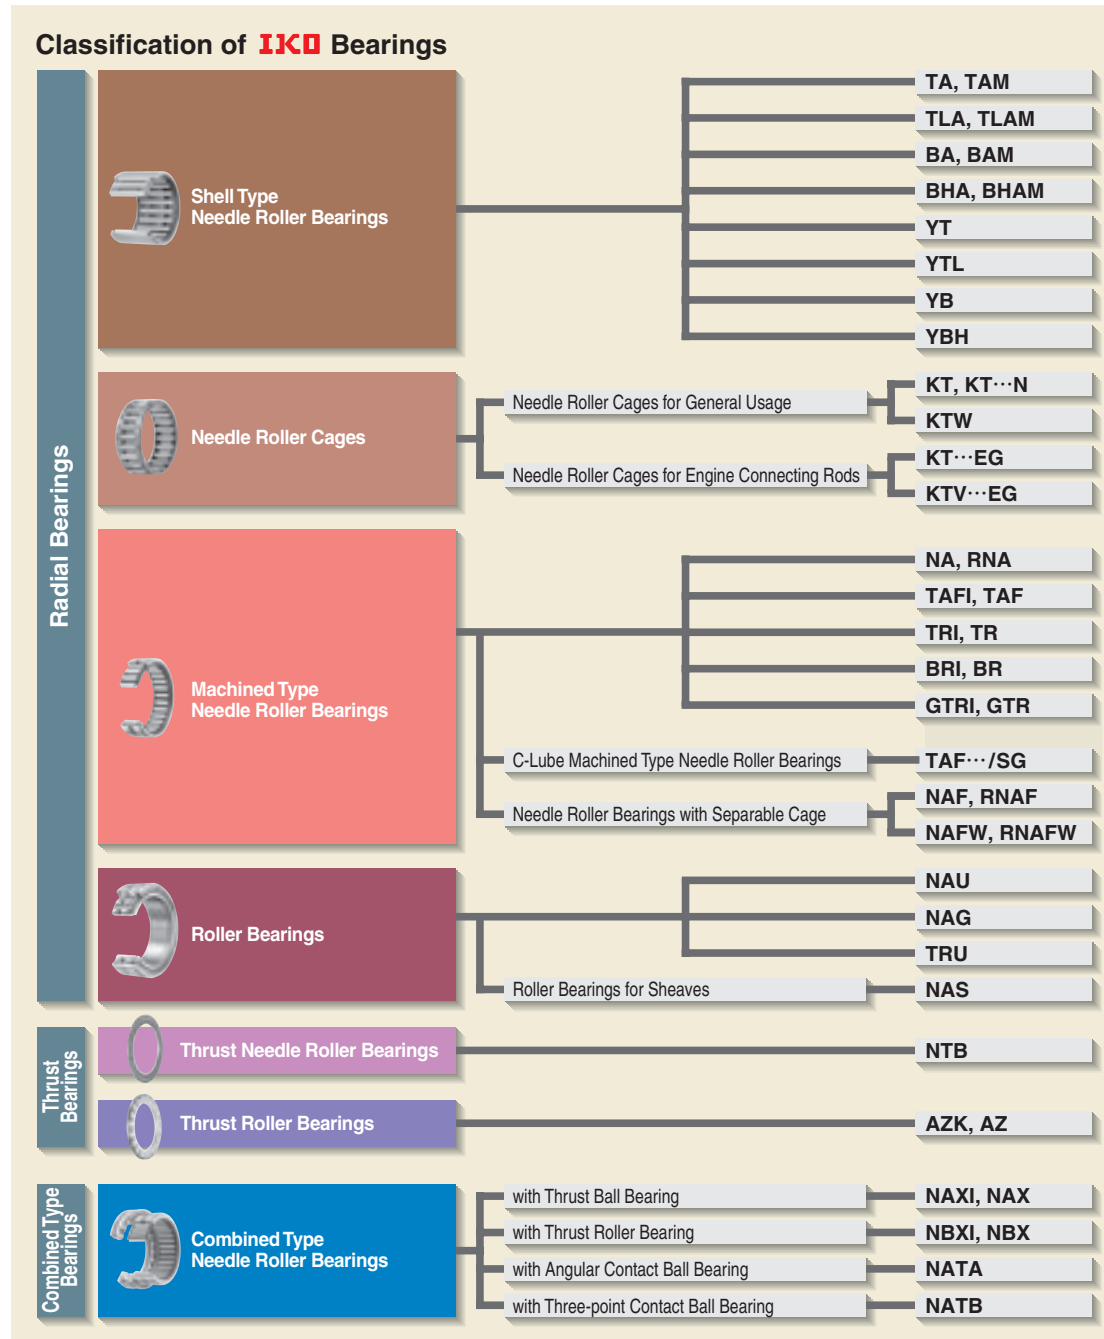 Classification of IKO Bearings
Radial Bearings
Shell Type
Needle Roller Bearings
TA, TAM
TLA, TLAM
BA, BAM
BHA, BHAM
YT
YTL
YB
YBH
Needle Roller Cages
Needle Roller Cages for General Usage
KT, KT···N
KTW
Needle Roller Cages for Engine Connecting Rods
KT···EG
KTV···EG
Machined Type
Needle Roller Bearings
NA, RNA
TAFI, TAF
TRI, TR
BRI, BR
GTRI, GTR
C-Lube Machined Type Needle Roller Bearings
TAF···/SG
Needle Roller Bearings with Separable Cage
NAF, RNAF
NAFW, RNAFW
Roller Bearings
NAU
NAG
TRU
Roller Bearings for Sheaves
NAS
Thrust
Bearings
Thrust Needle Roller Bearings
NTB
Thrust Roller Bearings
AZK, AZ
Combined Type
Bearings
Combined Type
Needle Roller Bearings
with Thrust Ball Bearing
NAXI, NAX
with Thrust Roller Bearing
NBXI, NBX
with Angular Contact Ball Bearing
NATA
with Three-point Contact Ball Bearing
NATB